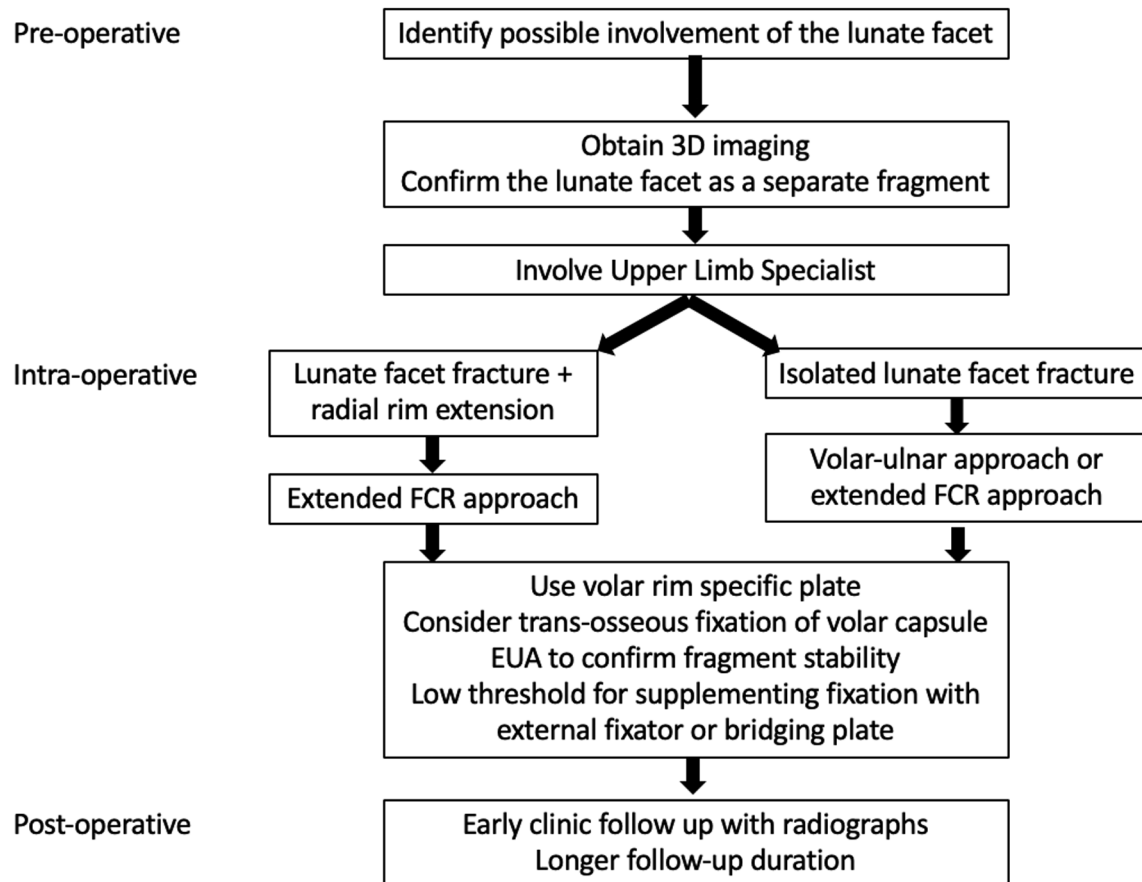 Pre-operative
Identify possible involvement of the lunate facet
Obtain 3D imaging
Confirm the lunate facet as a separate fragment
Involve Upper Limb Specialist
Intra-operative
Lunate facet fracture +
radial rim extension
Isolated lunate facet fracture
Extended FCR approach
Volar-ulnar approach or
extended FCR approach
Use volar rim specific plate
Consider trans-osseous fixation of volar capsule
EUA to confirm fragment stability
Low threshold for supplementing fixation with
external fixator or bridging plate
Post-operative
Early clinic follow up with radiographs
Longer follow-up duration